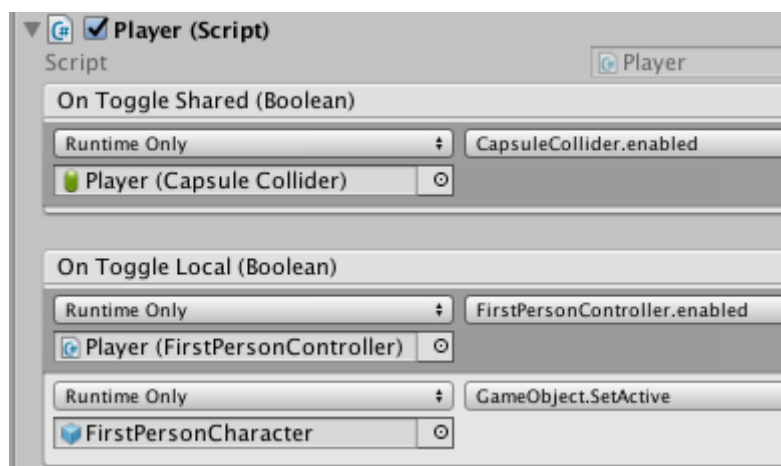 Player (Script)
Script Player
On Toggle Shared (Boolean)
Runtime Only CapsuleCollider.enabled
Player (Capsule Collider)
On Toggle Local (Boolean)
Runtime Only FirstPersonController.enabled
Player (FirstPersonController)
Runtime Only GameObject.SetActive
FirstPersonCharacter